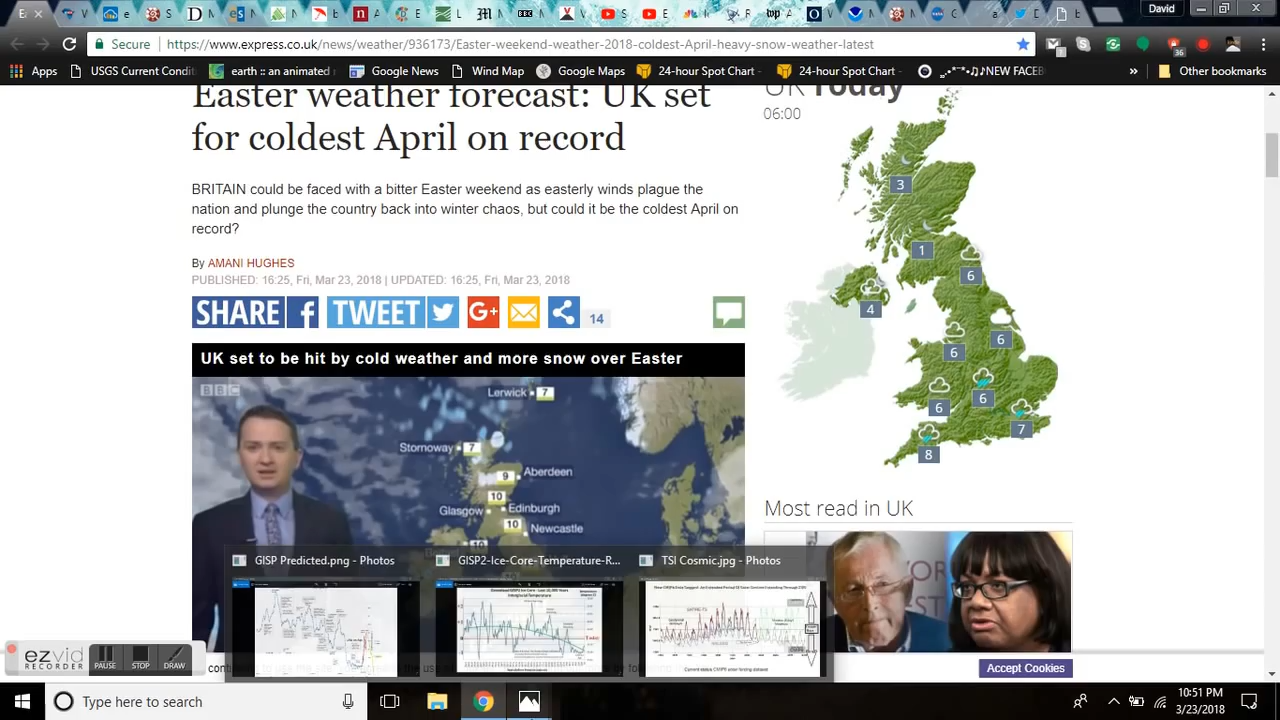 David
Secure
https://www.express.co.uk/news/weather/936173/Easter-weekend-weather-2018-coldest-April-heavy-snow-weather-latest
Apps
USGS Current Condit
earth :: an animated
Google News
Wind Map
Google Maps
24-hour Spot Chart -
24-hour Spot Chart -
NEW FACEB
»
Other bookmarks
Easter weather forecast: UK set
for coldest April on record
BRITAIN could be faced with a bitter Easter weekend as easterly winds plague the
nation and plunge the country back into winter chaos, but could it be the coldest April on
record?
By AMANI HUGHES
PUBLISHED: 16:25, Fri, Mar 23, 2018 | UPDATED: 16:25, Fri, Mar 23, 2018
SHARE
TWEET
G+
14
UK set to be hit by cold weather and more snow over Easter
BBC
Lerwick 7
Stornoway 7
9 Aberdeen
10 Edinburgh
Glasgow
10 Newcastle
10
UK Today
06:00
3
1
6
4
6
6
6
6
7
8
Most read in UK
GISP Predicted.png - Photos
GISP2-Ice-Core-Temperature-R...
TSI Cosmic.jpg - Photos
ezvid
RECORDER
PAUSE
STOP
DRAW
Accept Cookies
Type here to search
10:51 PM
3/23/2018